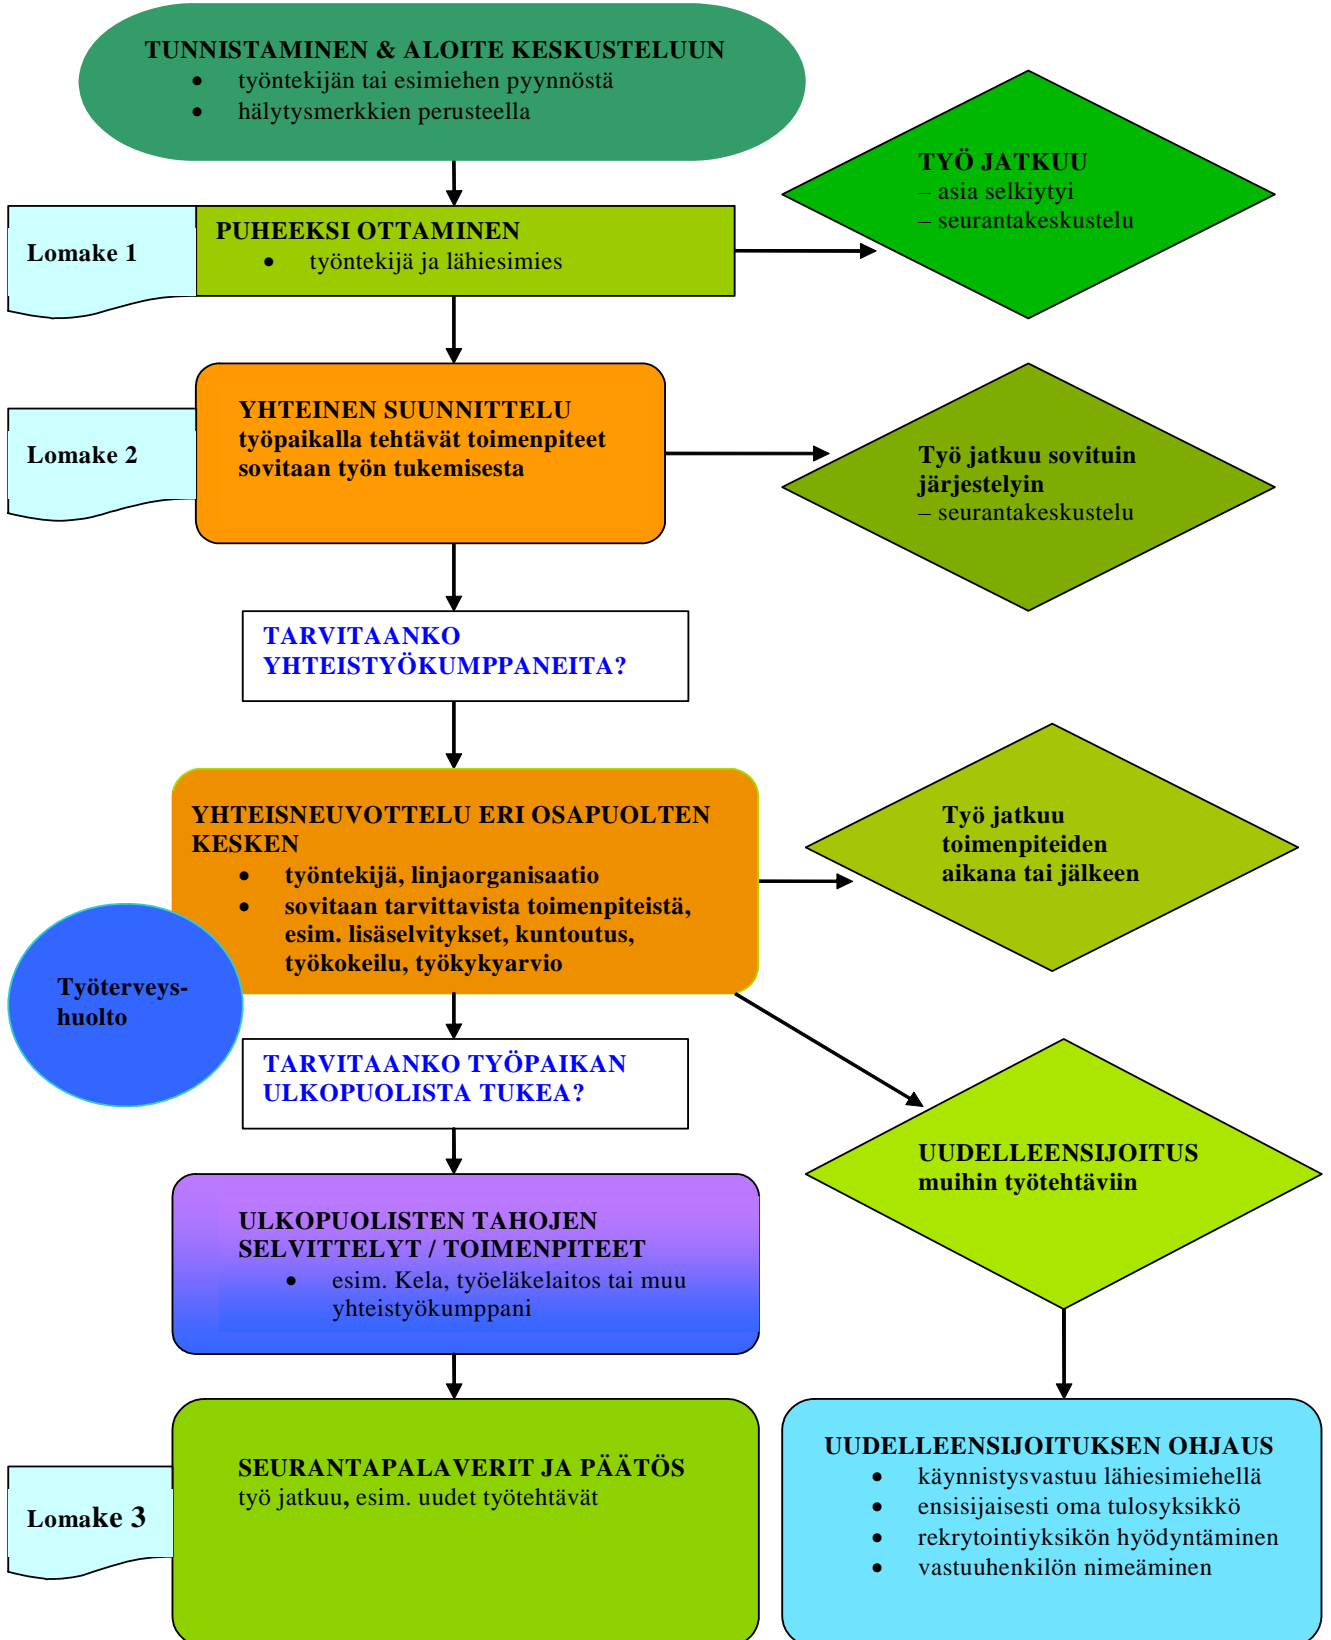 TUNNISTAMINEN & ALOITE KESKUSTELUUN
• työntekijän tai esimiehen pyynnöstä
• hälytysmerkkien perusteella
TYÖ JATKUU
– asia selkiytyi
– seurantakeskustelu
Lomake 1
PUHEEKSI OTTAMINEN
• työntekijä ja lähiesimies
Lomake 2
YHTEINEN SUUNNITTELU
työpaikalla tehtävät toimenpiteet
sovitaan työn tukemisesta
Työ jatkuu sovituin
järjestelyin
– seurantakeskustelu
TARVITAANKO
YHTEISTYÖKUMPPANEITA?
YHTEISNEUVOTTELU ERI OSAPUOLTEN
KESKEN
• työntekijä, linjaorganisaatio
• sovitaan tarvittavista toimenpiteistä,
esim. lisäselvitykset, kuntoutus,
työkokeilu, työkykyarvio
Työ jatkuu
toimenpiteiden
aikana tai jälkeen
Työterveys-
huolto
TARVITAANKO TYÖPAIKAN
ULKOPUOLISTA TUKEA?
UUDELLEENSIJOITUS
muihin työtehtäviin
ULKOPUOLISTEN TAHOJEN
SELVITTELYT / TOIMENPITEET
• esim. Kela, työeläkelaitos tai muu
yhteistyökumppani
Lomake 3
SEURANTAPALAVERIT JA PÄÄTÖS
työ jatkuu, esim. uudet työtehtävät
UUDELLEENSIJOITUKSEN OHJAUS
• käynnistysvastuu lähiesimiehellä
• ensisijaisesti oma tulosyksikkö
• rekrytointiyksikön hyödyntäminen
• vastuuhenkilön nimeäminen